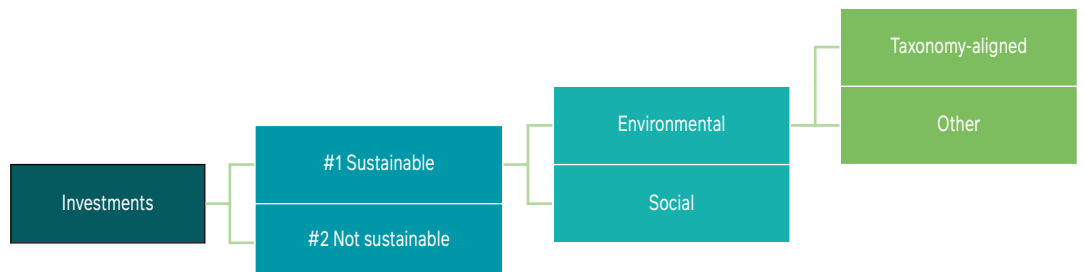 Taxonomy-aligned
Other
Environmental
Social
#1 Sustainable
#2 Not sustainable
Investments